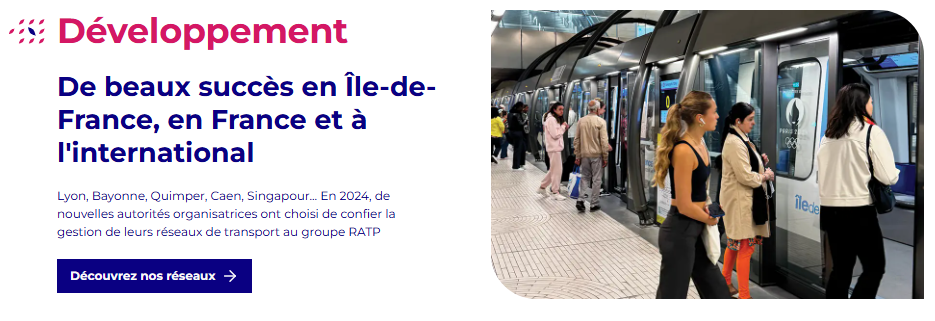 Développement
De beaux succès en Île-de-
France, en France et à
l'international
Lyon, Bayonne, Quimper, Caen, Singapour... En 2024, de
nouvelles autorités organisatrices ont choisi de confier la
gestion de leurs réseaux de transport au groupe RATP
Découvrez nos réseaux →
PARIS 2024
île de